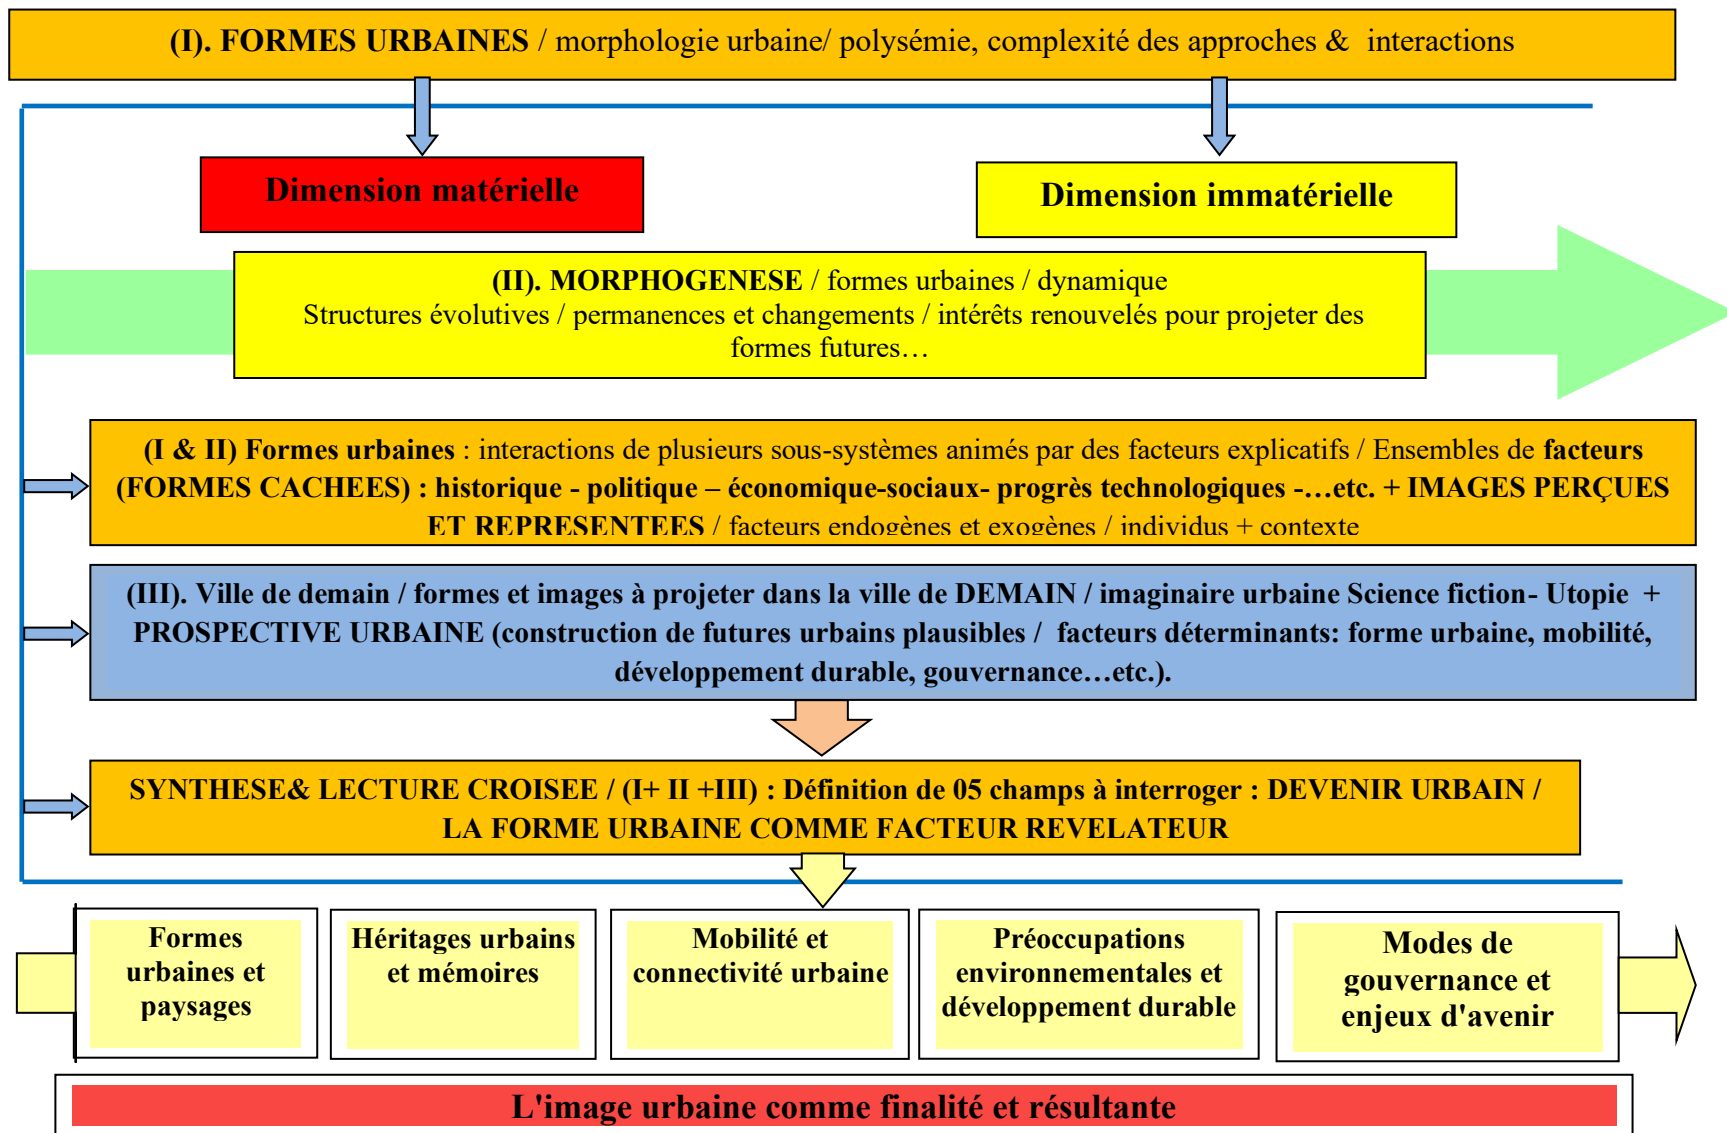 (I). FORMES URBAINES / morphologie urbaine/ polysémie, complexité des approches & interactions
Dimension matérielle
Dimension immatérielle
(II). MORPHOGENESE / formes urbaines / dynamique
Structures évolutives / permanences et changements / intérêts renouvelés pour projeter des
formes futures…
(I & II) Formes urbaines : interactions de plusieurs sous-systèmes animés par des facteurs explicatifs / Ensembles de facteurs
(FORMES CACHEES) : historique - politique – économique-sociaux- progrès technologiques -…etc. + IMAGES PERÇUES
ET REPRESENTEES / facteurs endogènes et exogènes / individus + contexte
(III). Ville de demain / formes et images à projeter dans la ville de DEMAIN / imaginaire urbaine Science fiction- Utopie +
PROSPECTIVE URBAINE (construction de futures urbains plausibles / facteurs déterminants: forme urbaine, mobilité,
développement durable, gouvernance…etc.).
SYNTHESE& LECTURE CROISEE / (I+ II +III) : Définition de 05 champs à interroger : DEVENIR URBAIN /
LA FORME URBAINE COMME FACTEUR REVELATEUR
Formes
urbaines et
paysages
Héritages urbains
et mémoires
Mobilité et
connectivité urbaine
Préoccupations
environnementales et
développement durable
Modes de
gouvernance et
enjeux d'avenir
L'image urbaine comme finalité et résultante